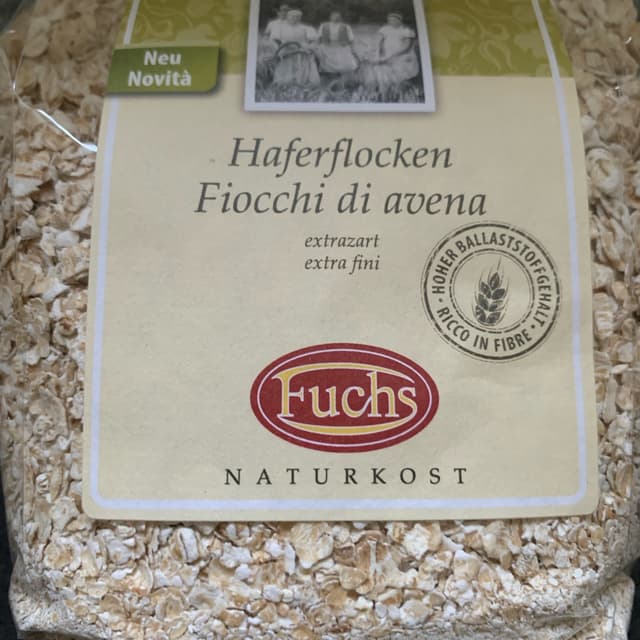 Neu
Novità
Haferflocken
Fiocchi di avena
extrazart
extra fini
HOHER BALLASTSTOFFGEHALT
RICCO IN FIBRE
Fuchs
NATURKOST